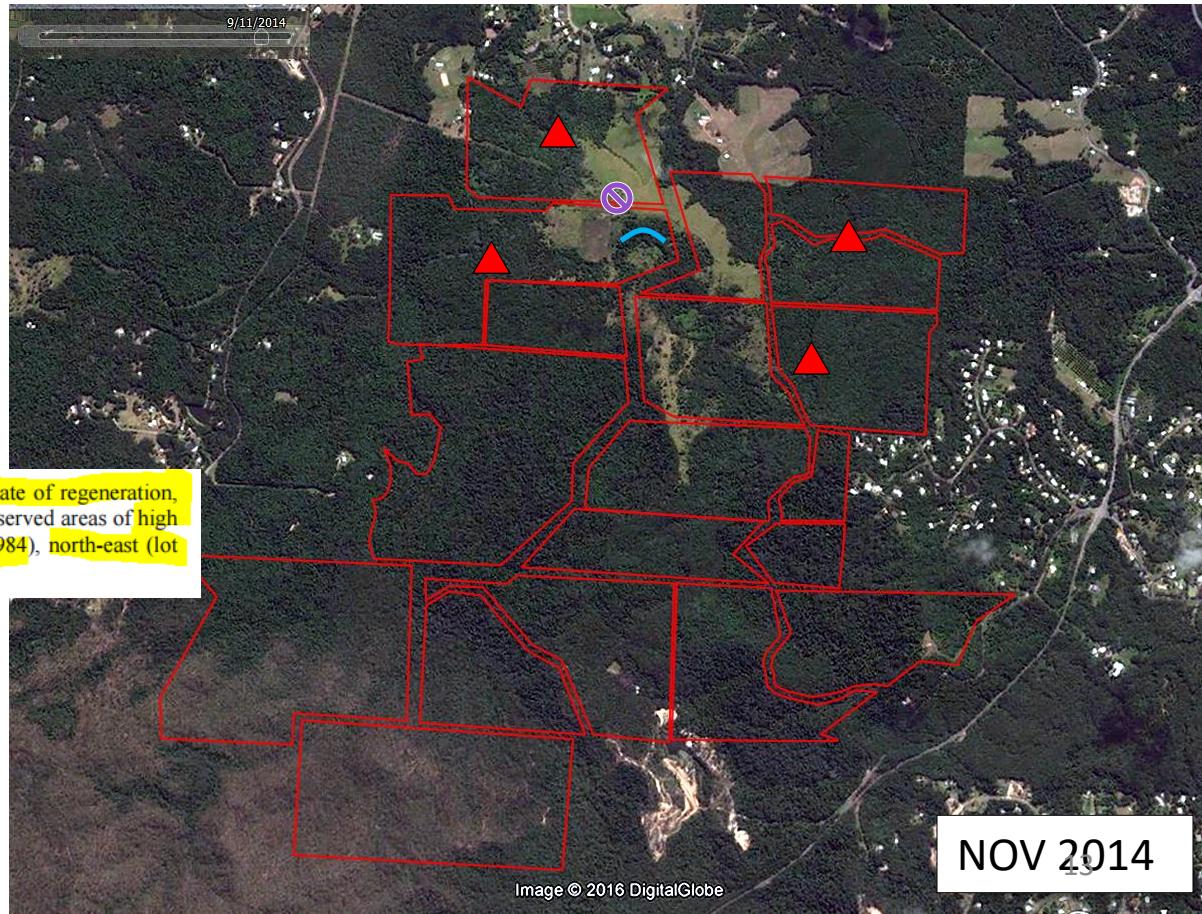 9/11/2014
ate of regeneration,
served areas of high
984), north-east (lot
NOV 2014
13
Image © 2016 DigitalGlobe